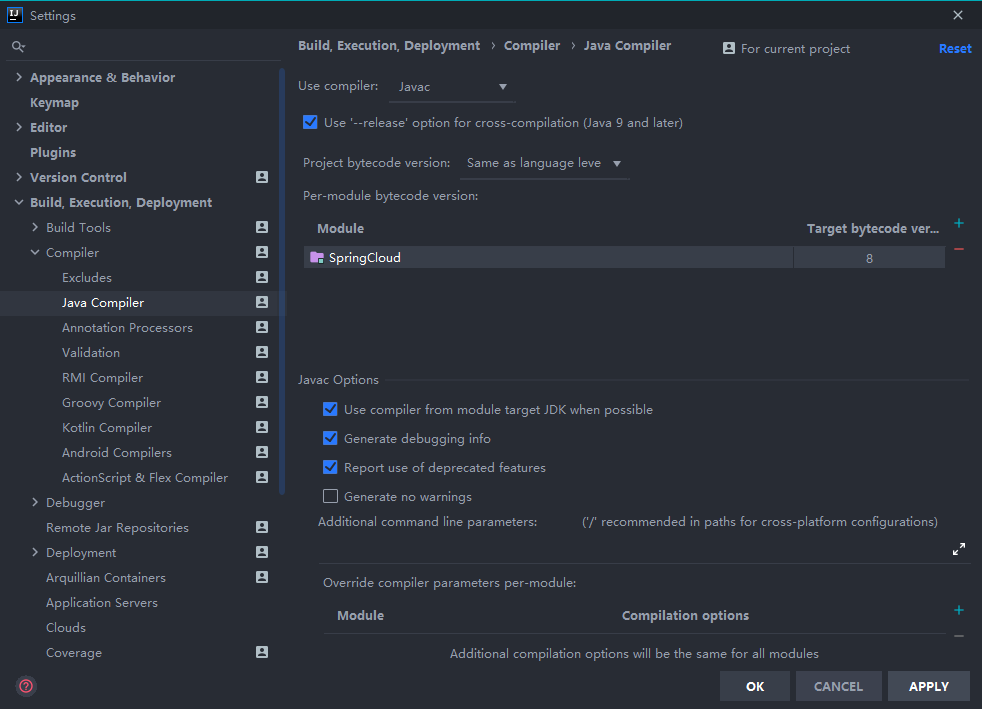 Settings
Build, Execution, Deployment › Compiler › Java Compiler
For current project
Reset
Appearance & Behavior
Keymap
Editor
Plugins
Version Control
Build, Execution, Deployment
Build Tools
Compiler
Excludes
Java Compiler
Annotation Processors
Validation
RMI Compiler
Groovy Compiler
Kotlin Compiler
Android Compilers
ActionScript & Flex Compiler
Debugger
Remote Jar Repositories
Deployment
Arquillian Containers
Application Servers
Clouds
Coverage
Use compiler: Javac
Use '--release' option for cross-compilation (Java 9 and later)
Project bytecode version: Same as language leve
Per-module bytecode version:
Module Target bytecode ver...
SpringCloud 8
Javac Options
Use compiler from module target JDK when possible
Generate debugging info
Report use of deprecated features
Generate no warnings
Additional command line parameters: ('/' recommended in paths for cross-platform configurations)
Override compiler parameters per-module:
Module Compilation options
Additional compilation options will be the same for all modules
OK CANCEL APPLY